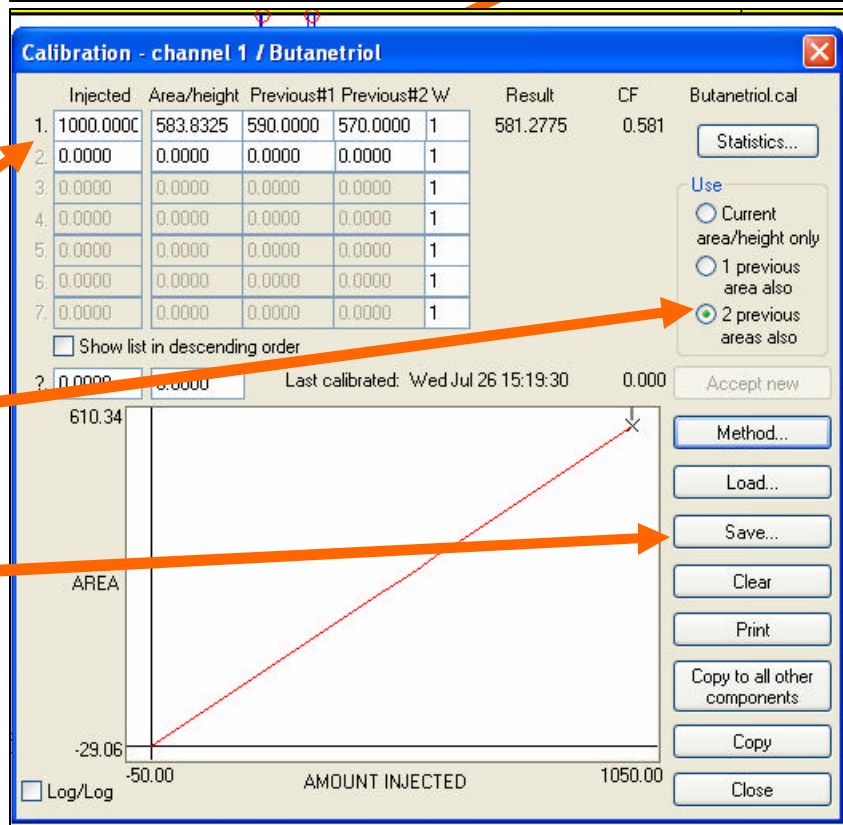 Calibration - channel 1 / Butanetriol
Injected Area/height Previous#1 Previous#2 W Result CF Butanetriol.cal
1. 1000.0000 583.8325 590.0000 570.0000 1 581.2775 0.581
Statistics...
2. 0.0000 0.0000 0.0000 0.0000 1
3. 0.0000 0.0000 0.0000 0.0000 1
4. 0.0000 0.0000 0.0000 0.0000 1
5. 0.0000 0.0000 0.0000 0.0000 1
6. 0.0000 0.0000 0.0000 0.0000 1
7. 0.0000 0.0000 0.0000 0.0000 1
Use
Current
area/height only
1 previous
area also
2 previous
areas also
Show list in descending order
? 0.0000 0.0000 Last calibrated: Wed Jul 26 15:19:30 0.000
Accept new
Method...
Load...
Save...
Clear
Print
Copy to all other
components
Copy
Close
610.34
AREA
-29.06
-50.00 AMOUNT INJECTED 1050.00
Log/Log